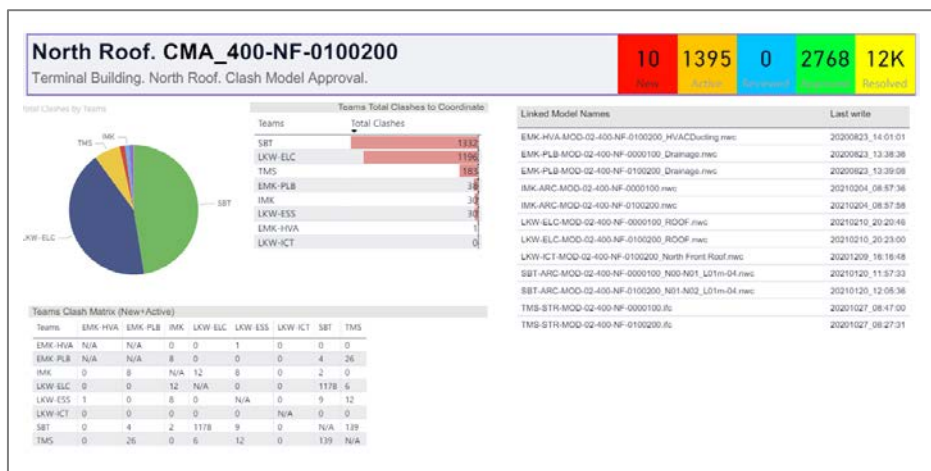 North Roof. CMA_400-NF-0100200
Terminal Building. North Roof. Clash Model Approval.
10 1395 0 2768 12K
New Active Reviewed Approved Resolved
Total Clashes by Teams
TMS
IMK
SBT
LKW-ELC
Teams Total Clashes to Coordinate
Teams Total Clashes
SBT 1332
LKW-ELC 1196
TMS 183
EMK-PLB 38
IMK 30
LKW-ESS 30
EMK-HVA 1
LKW-ICT 0
Linked Model Names Last write
EMK-HVA-MOD-02-400-NF-0100200_HVACDucting.nwc 20200823_14:01:01
EMK-PLB-MOD-02-400-NF-0000100_Drainage.nwc 20200823_13:38:38
EMK-PLB-MOD-02-400-NF-0100200_Drainage.nwc 20200823_13:39:08
IMK-ARC-MOD-02-400-NF-0000100.nwc 20210204_08:57:36
IMK-ARC-MOD-02-400-NF-0100200.nwc 20210204_08:57:58
LKW-ELC-MOD-02-400-NF-0000100_ROOF.nwc 20210210_20:20:46
LKW-ELC-MOD-02-400-NF-0100200_ROOF.nwc 20210210_20:23:00
LKW-ICT-MOD-02-400-NF-0100200_North Front Roof.nwc 20201209_16:16:48
SBT-ARC-MOD-02-400-NF-0000100_N00-N01_L01m-04.nwc 20210120_11:57:33
SBT-ARC-MOD-02-400-NF-0100200_N01-N02_L01m-04.nwc 20210120_12:05:36
TMS-STR-MOD-02-400-NF-0000100.ifc 20201027_08:47:00
TMS-STR-MOD-02-400-NF-0100200.ifc 20201027_08:27:31
Teams Clash Matrix (New+Active)
Teams EMK-HVA EMK-PLB IMK LKW-ELC LKW-ESS LKW-ICT SBT TMS
EMK-HVA N/A N/A 0 0 1 0 0 0
EMK-PLB N/A N/A 8 0 0 0 4 26
IMK 0 8 N/A 12 8 0 2 0
LKW-ELC 0 0 12 N/A 0 0 1178 6
LKW-ESS 1 0 8 0 N/A 0 9 12
LKW-ICT 0 0 0 0 0 N/A 0 0
SBT 0 4 2 1178 9 0 N/A 139
TMS 0 26 0 6 12 0 139 N/A